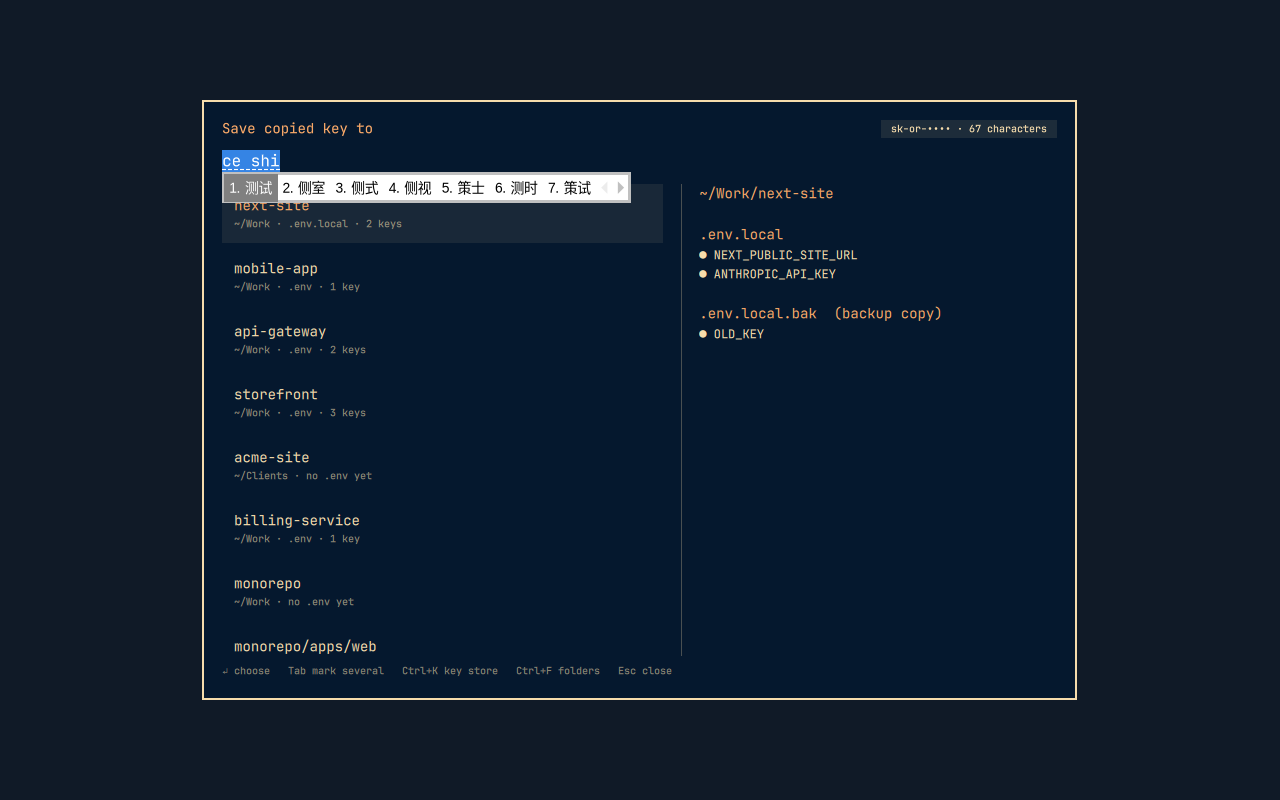 Save copied key to
sk-or-•••• · 67 characters
ce shi
1. 测试 2. 侧室 3. 侧式 4. 侧视 5. 策士 6. 测时 7. 策试
next-site
~/Work · .env.local · 2 keys
mobile-app
~/Work · .env · 1 key
api-gateway
~/Work · .env · 2 keys
storefront
~/Work · .env · 3 keys
acme-site
~/Clients · no .env yet
billing-service
~/Work · .env · 1 key
monorepo
~/Work · no .env yet
monorepo/apps/web
~/Work/next-site
.env.local
● NEXT_PUBLIC_SITE_URL
● ANTHROPIC_API_KEY
.env.local.bak (backup copy)
● OLD_KEY
⏎ choose Tab mark several Ctrl+K key store Ctrl+F folders Esc close